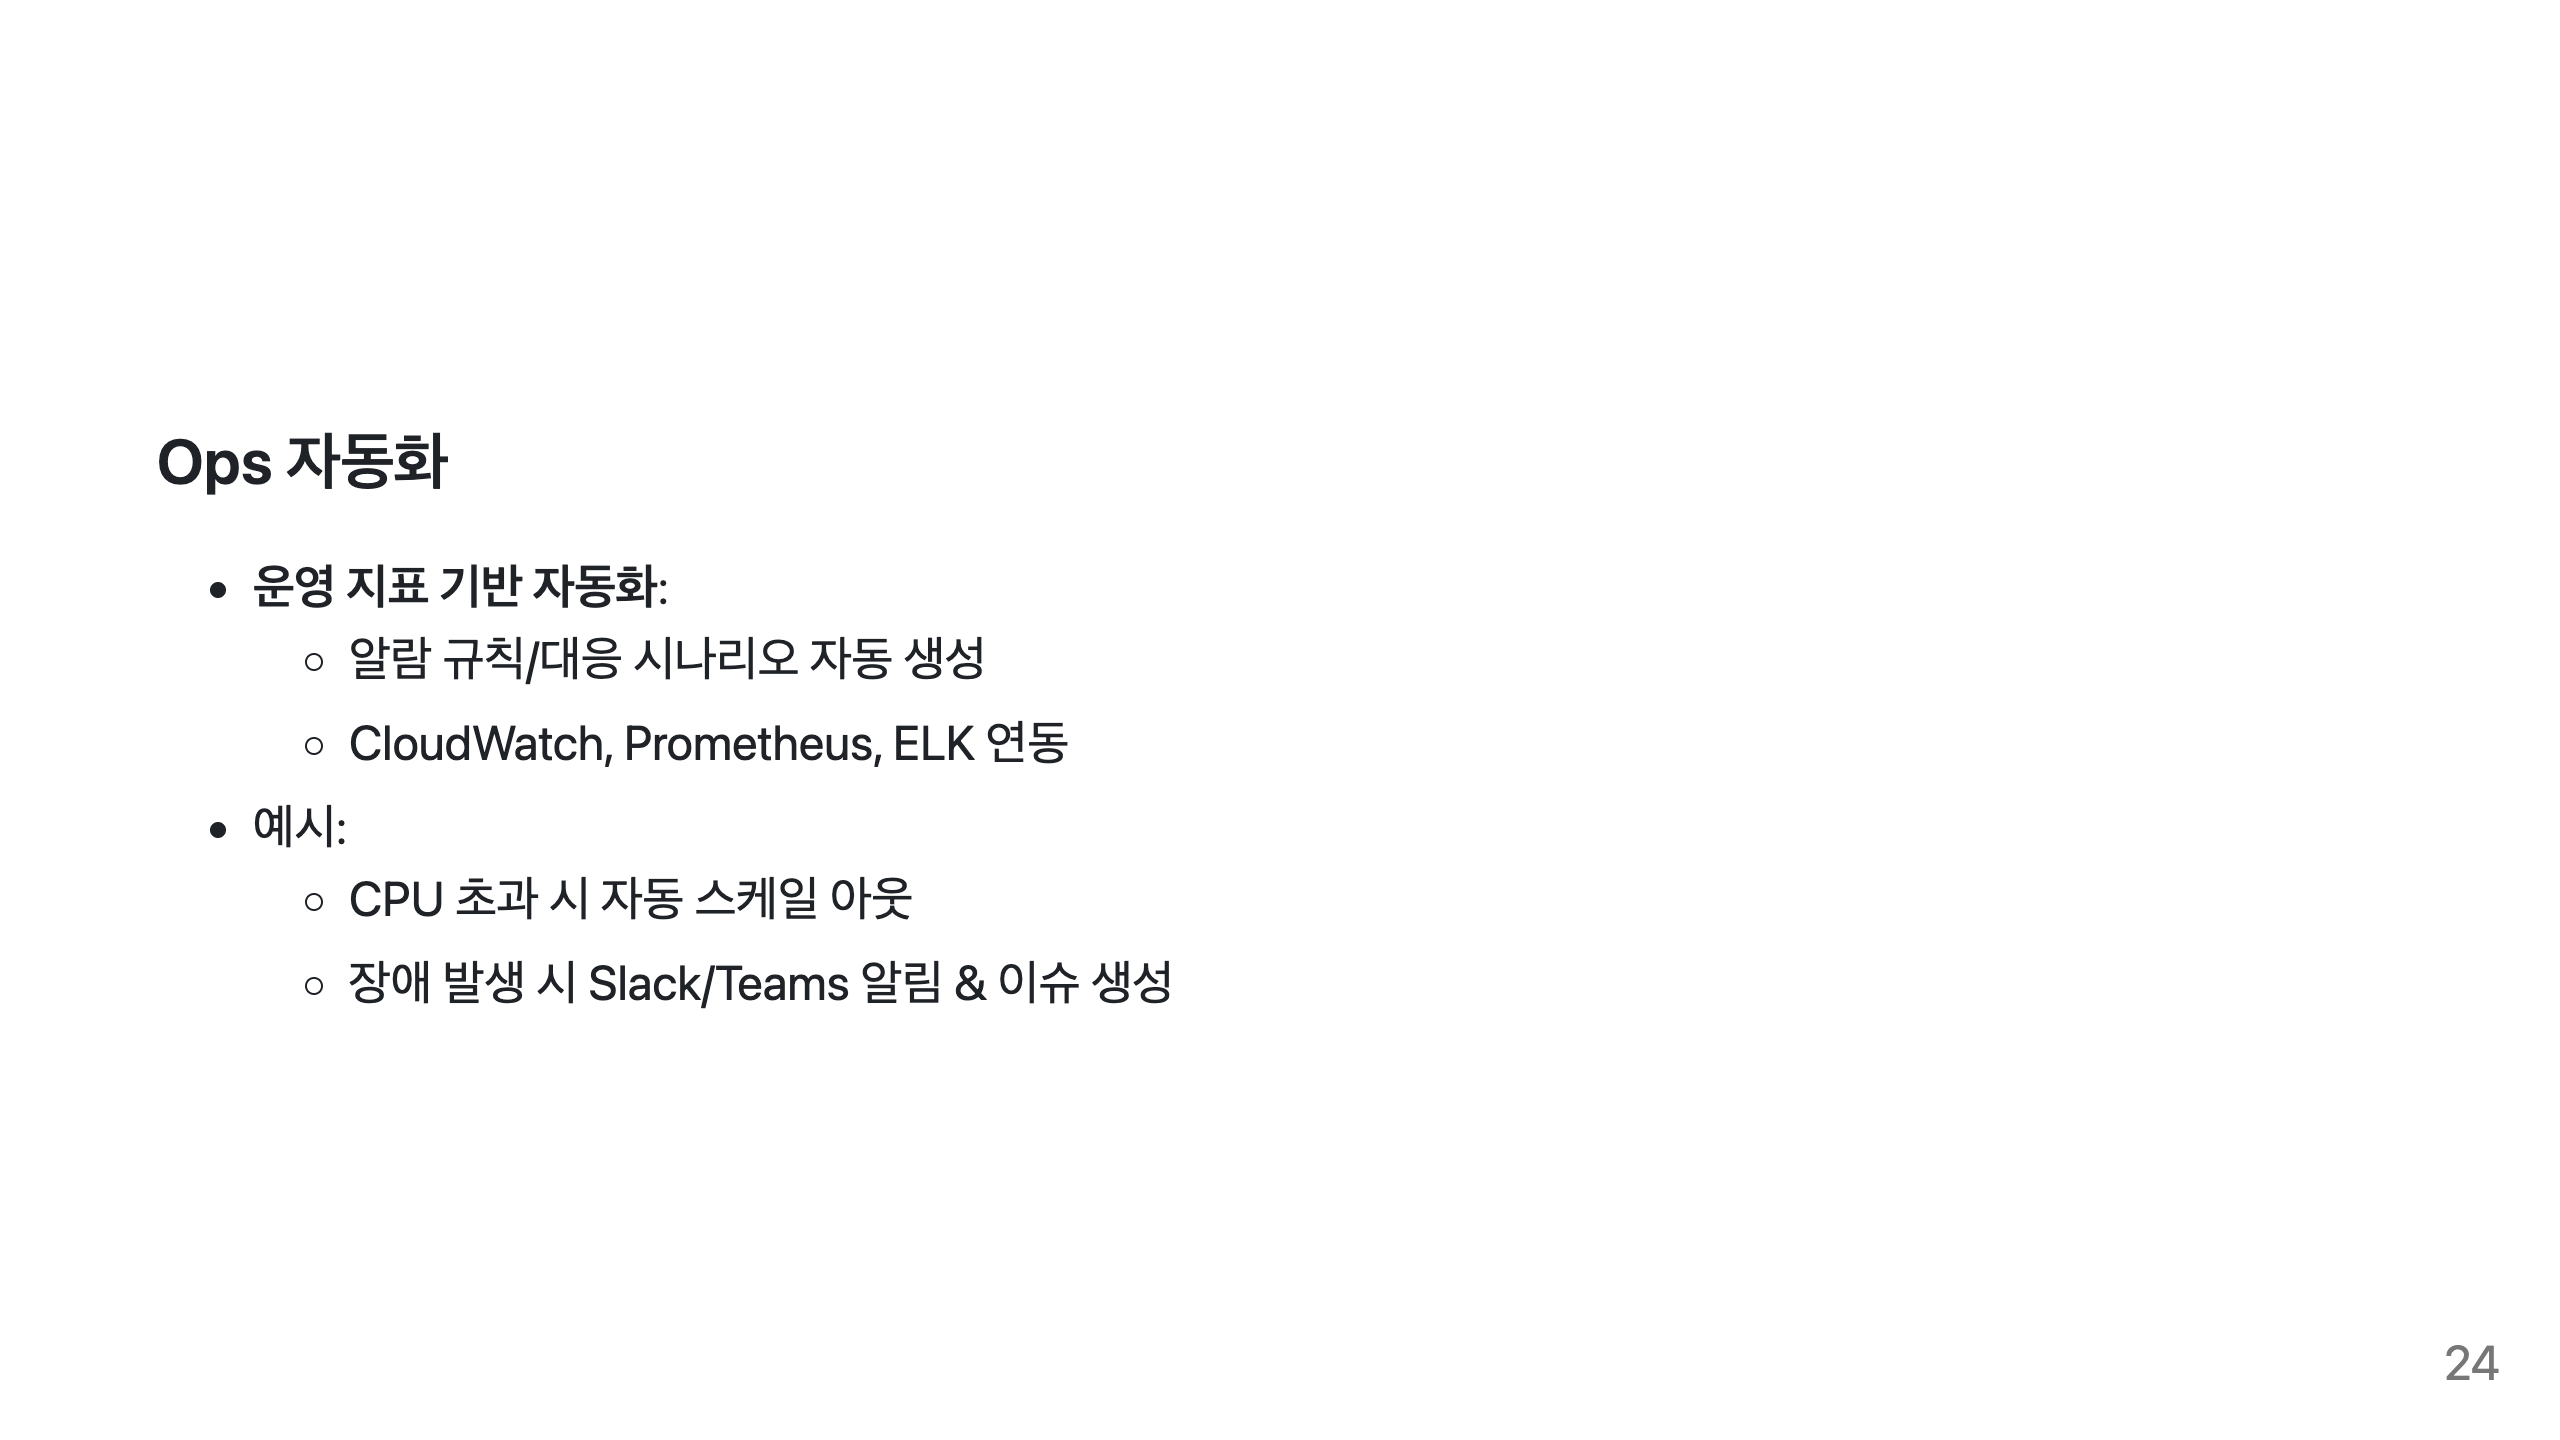 Ops 자동화
운영 지표 기반 자동화:
알람 규칙/대응 시나리오 자동 생성
CloudWatch, Prometheus, ELK 연동
예시:
CPU 초과 시 자동 스케일 아웃
장애 발생 시 Slack/Teams 알림 & 이슈 생성
24